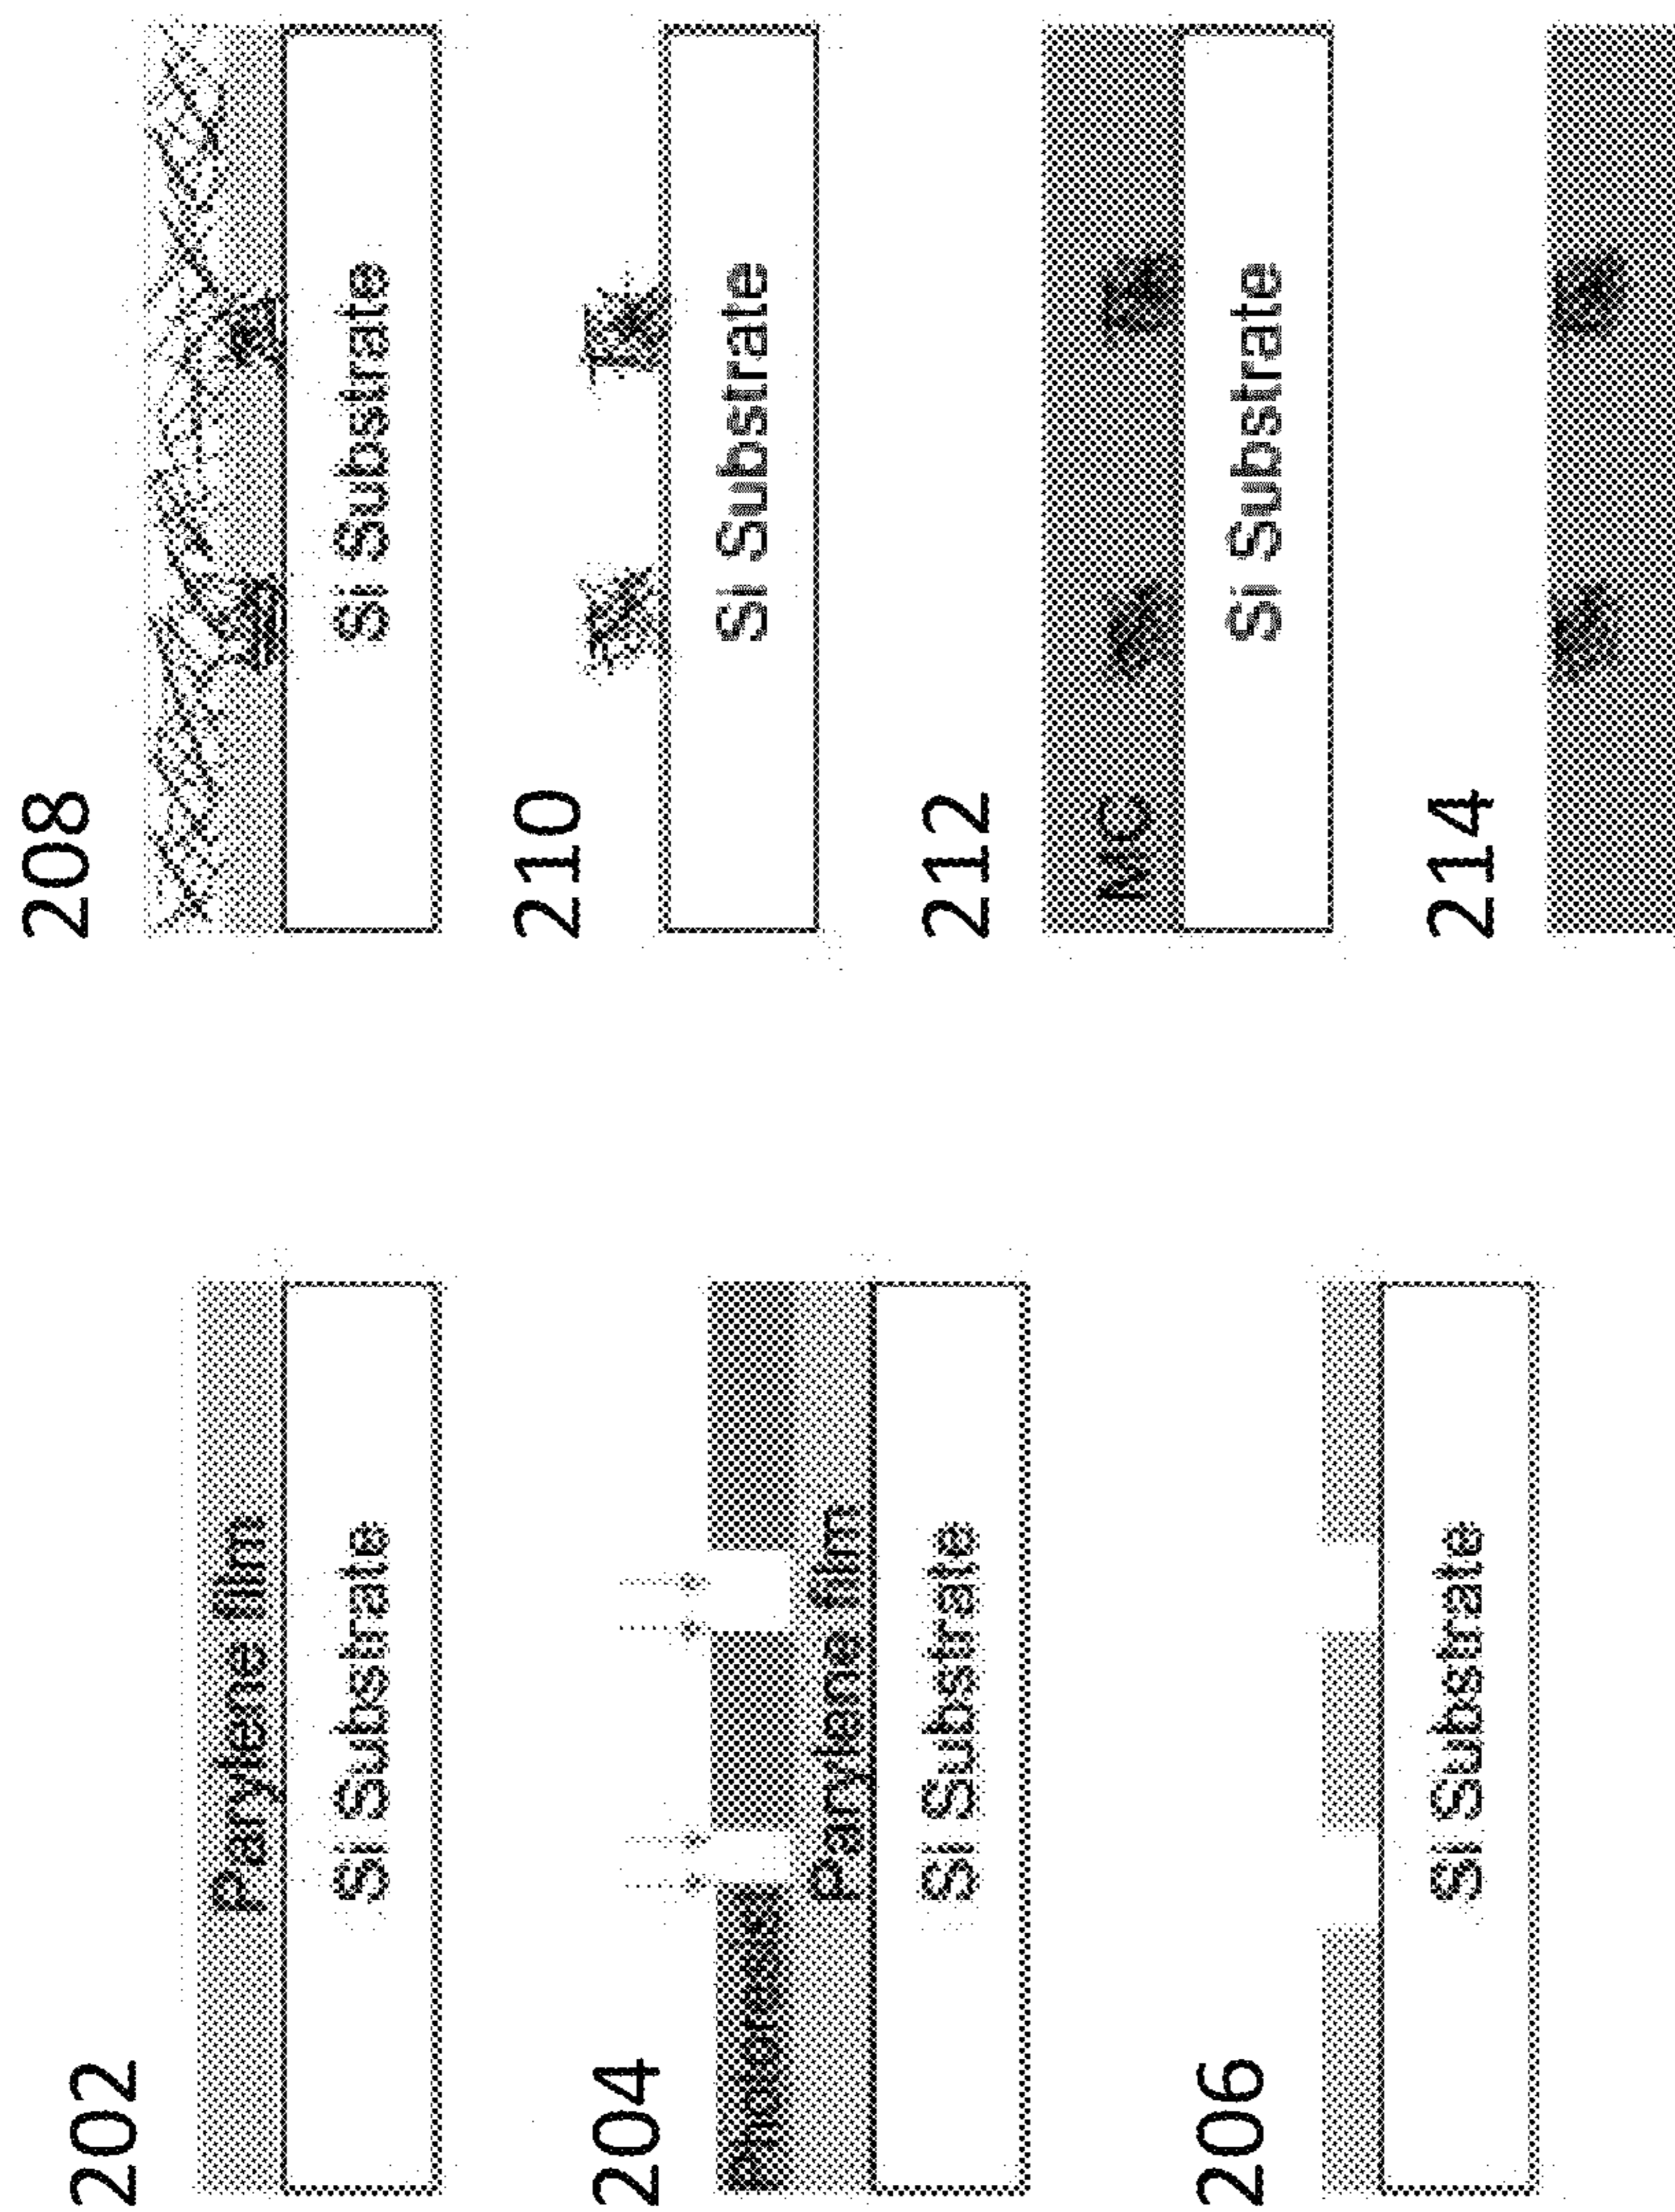 202
Parylene film
Si Substrate
204
Photoresist
Parylene film
Si Substrate
206
Si Substrate
208
Si Substrate
210
Si Substrate
212
MC
Si Substrate
214